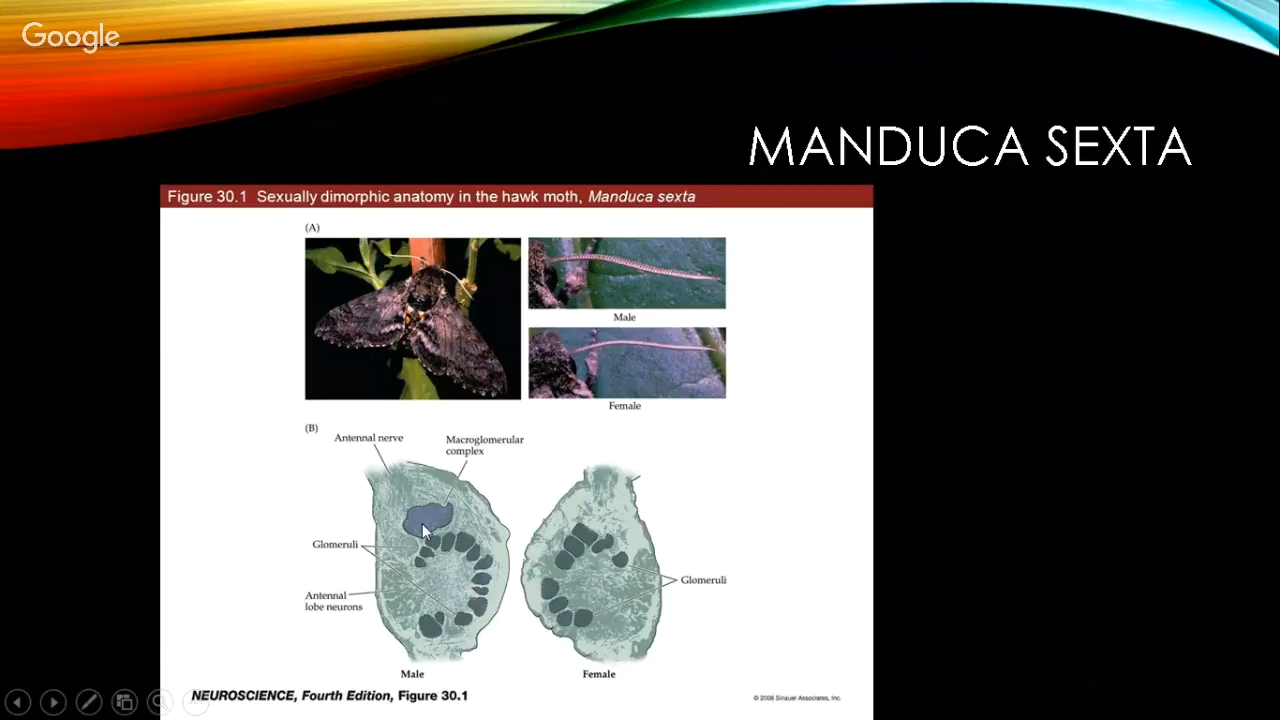 Google
MANDUCA SEXTA
Figure 30.1 Sexually dimorphic anatomy in the hawk moth, Manduca sexta
(A)
Male
Female
(B)
Antennal nerve
Macroglomerular
complex
Glomeruli
Glomeruli
Antennal
lobe neurons
Male
Female
NEUROSCIENCE, Fourth Edition, Figure 30.1
© 2008 Sinauer Associates, Inc.